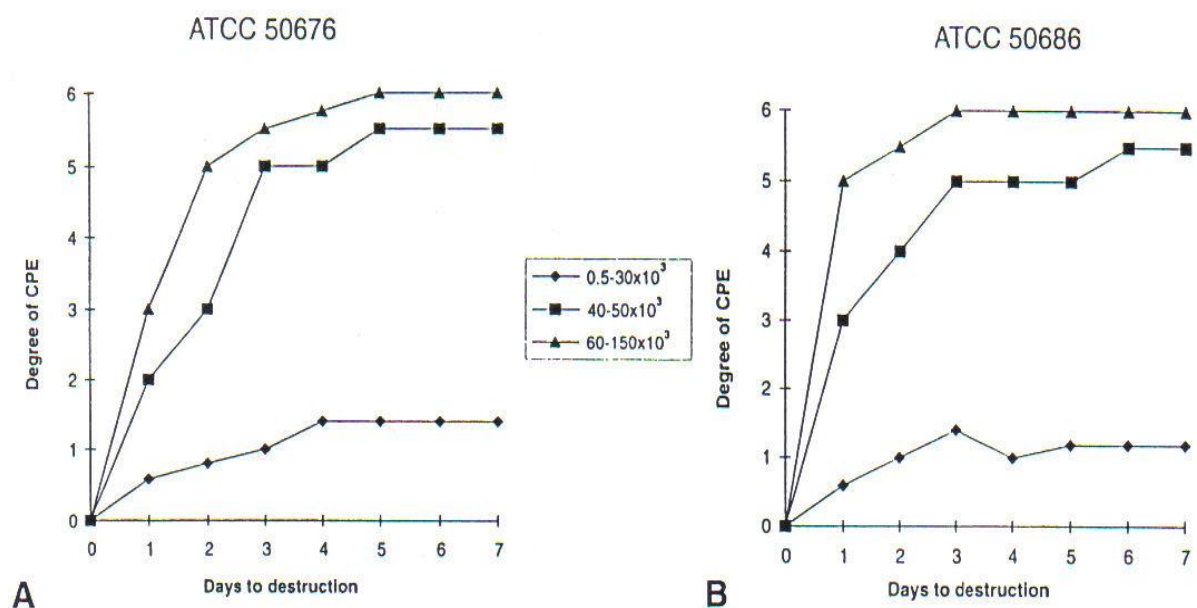 ATCC 50676
6
5
4
3
2
1
0
Degree of CPE
0 1 2 3 4 5 6 7
Days to destruction
A
0.5-30x10³
40-50x10³
60-150x10³
ATCC 50686
6
5
4
3
2
1
0
Degree of CPE
0 1 2 3 4 5 6 7
Days to destruction
B